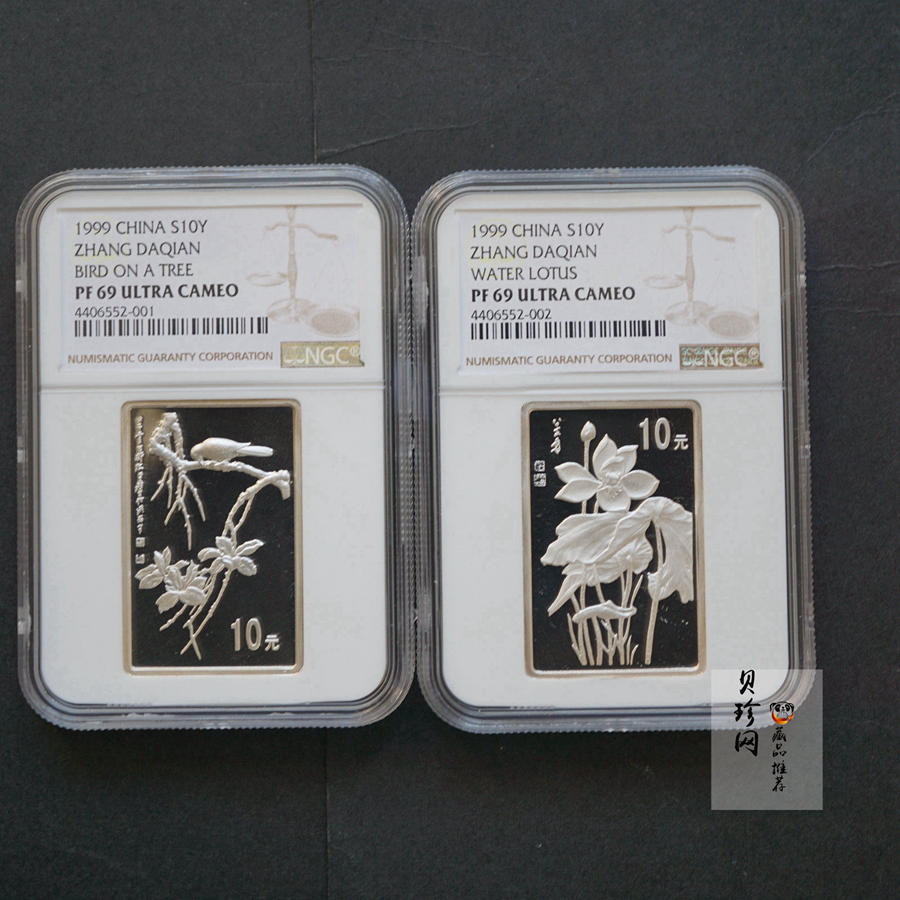 1999 CHINA S10Y
ZHANG DAQIAN
BIRD ON A TREE
PF 69 ULTRA CAMEO
4406552-001
NUMISMATIC GUARANTY CORPORATION
NGC®
10元
1999 CHINA S10Y
ZHANG DAQIAN
WATER LOTUS
PF 69 ULTRA CAMEO
4406552-002
NUMISMATIC GUARANTY CORPORATION
NGC®
10元
贝珍网
藏品推荐